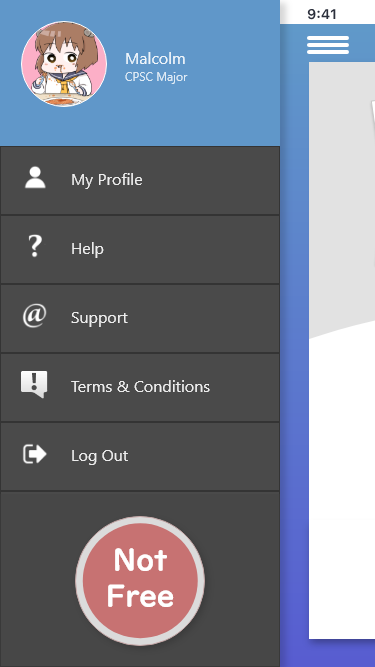 9:41
Malcolm
CPSC Major
My Profile
? Help
@ Support
! Terms & Conditions
Log Out
Not
Free